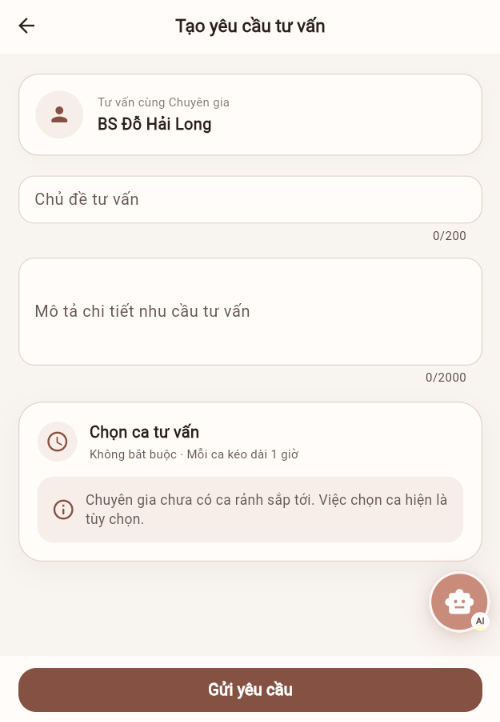 Tạo yêu cầu tư vấn
Tư vấn cùng Chuyên gia
BS Đỗ Hải Long
Chủ đề tư vấn
0/200
Mô tả chi tiết nhu cầu tư vấn
0/2000
Chọn ca tư vấn
Không bắt buộc · Mỗi ca kéo dài 1 giờ
Chuyên gia chưa có ca rảnh sắp tới. Việc chọn ca hiện là
tùy chọn.
AI
Gửi yêu cầu